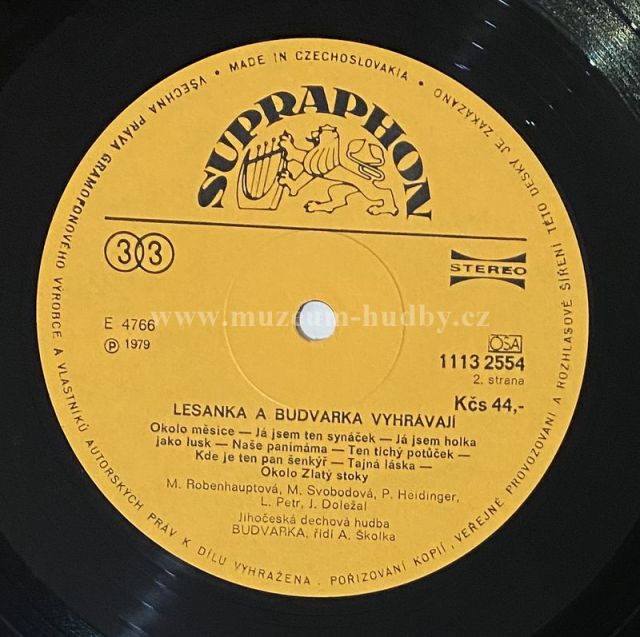 • MADE IN CZECHOSLOVAKIA •
VŠECHNA PRÁVA GRAMOFONOVÉHO VÝROBCE A VLASTNÍKŮ AUTORSKÝCH PRÁV K DÍLU VYHRAŽENA . POŘIZOVÁNÍ KOPIÍ, VEŘEJNÉ PROVOZOVÁNÍ A ROZHLASOVÉ ŠÍŘENÍ TÉTO DESKY JE ZAKÁZÁNO
SUPRAPHON
33
STEREO
www.muzeum-hudby.cz
E 4766
℗ 1979
OSA
1113 2554
2. strana
Kčs 44,-
LESANKA A BUDVARKA VYHRÁVAJÍ
Okolo měsíce — Já jsem ten synáček — Já jsem holka
jako lusk — Naše panimáma — Ten tichý potůček —
Kde je ten pan šenkýř — Tajná láska —
Okolo Zlatý stoky
M. Robenhauptová, M. Svobodová, P. Heidinger,
L. Petr, J. Doležal
Jihočeská dechová hudba
BUDVARKA, řídí A. Školka